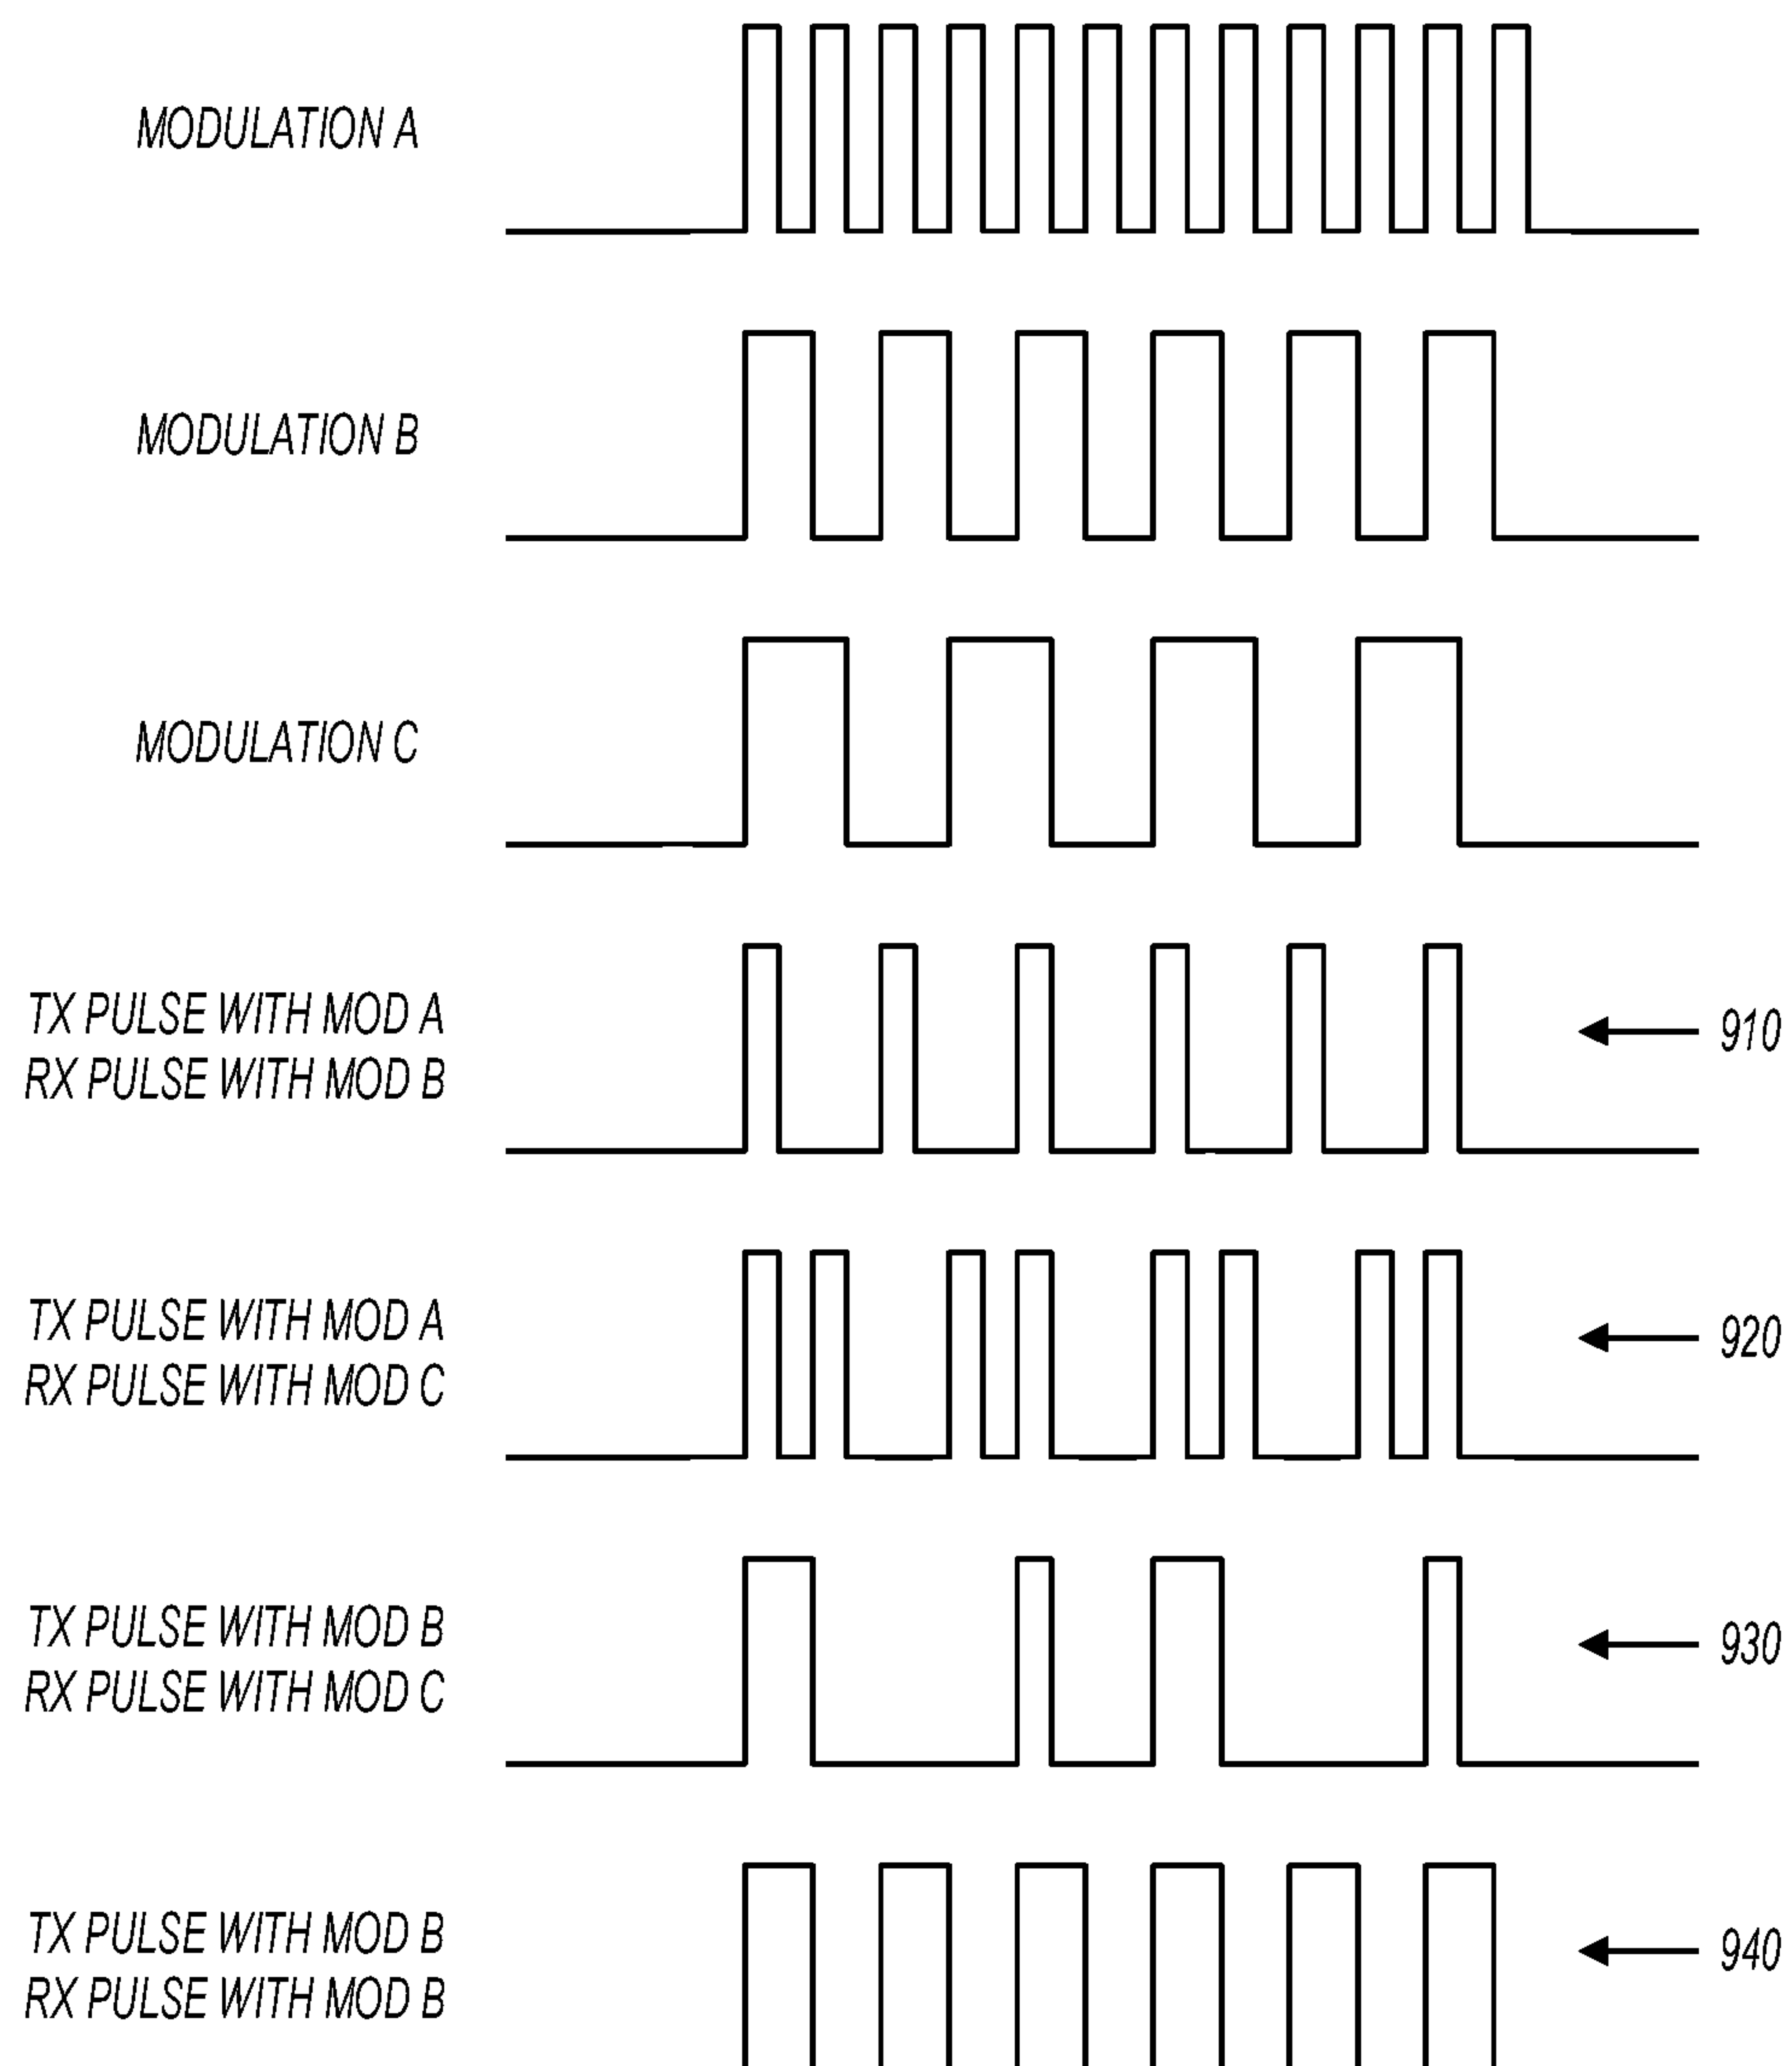 MODULATION A
MODULATION B
MODULATION C
TX PULSE WITH MOD A
RX PULSE WITH MOD B
910
TX PULSE WITH MOD A
RX PULSE WITH MOD C
920
TX PULSE WITH MOD B
RX PULSE WITH MOD C
930
TX PULSE WITH MOD B
RX PULSE WITH MOD B
940